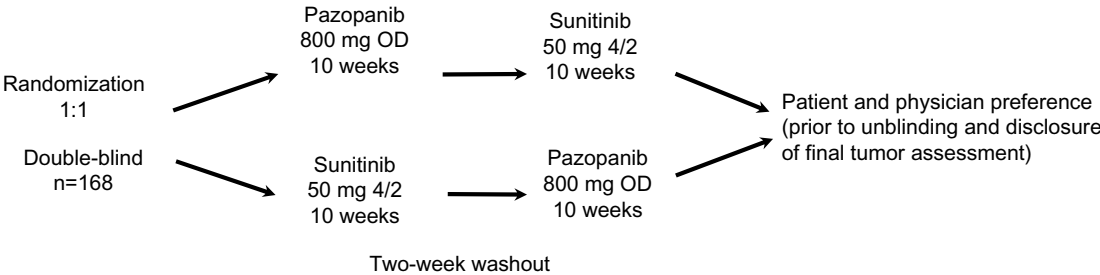 Randomization
1:1
Double-blind
n=168
Pazopanib
800 mg OD
10 weeks
Sunitinib
50 mg 4/2
10 weeks
Sunitinib
50 mg 4/2
10 weeks
Pazopanib
800 mg OD
10 weeks
Two-week washout
Patient and physician preference
(prior to unblinding and disclosure
of final tumor assessment)